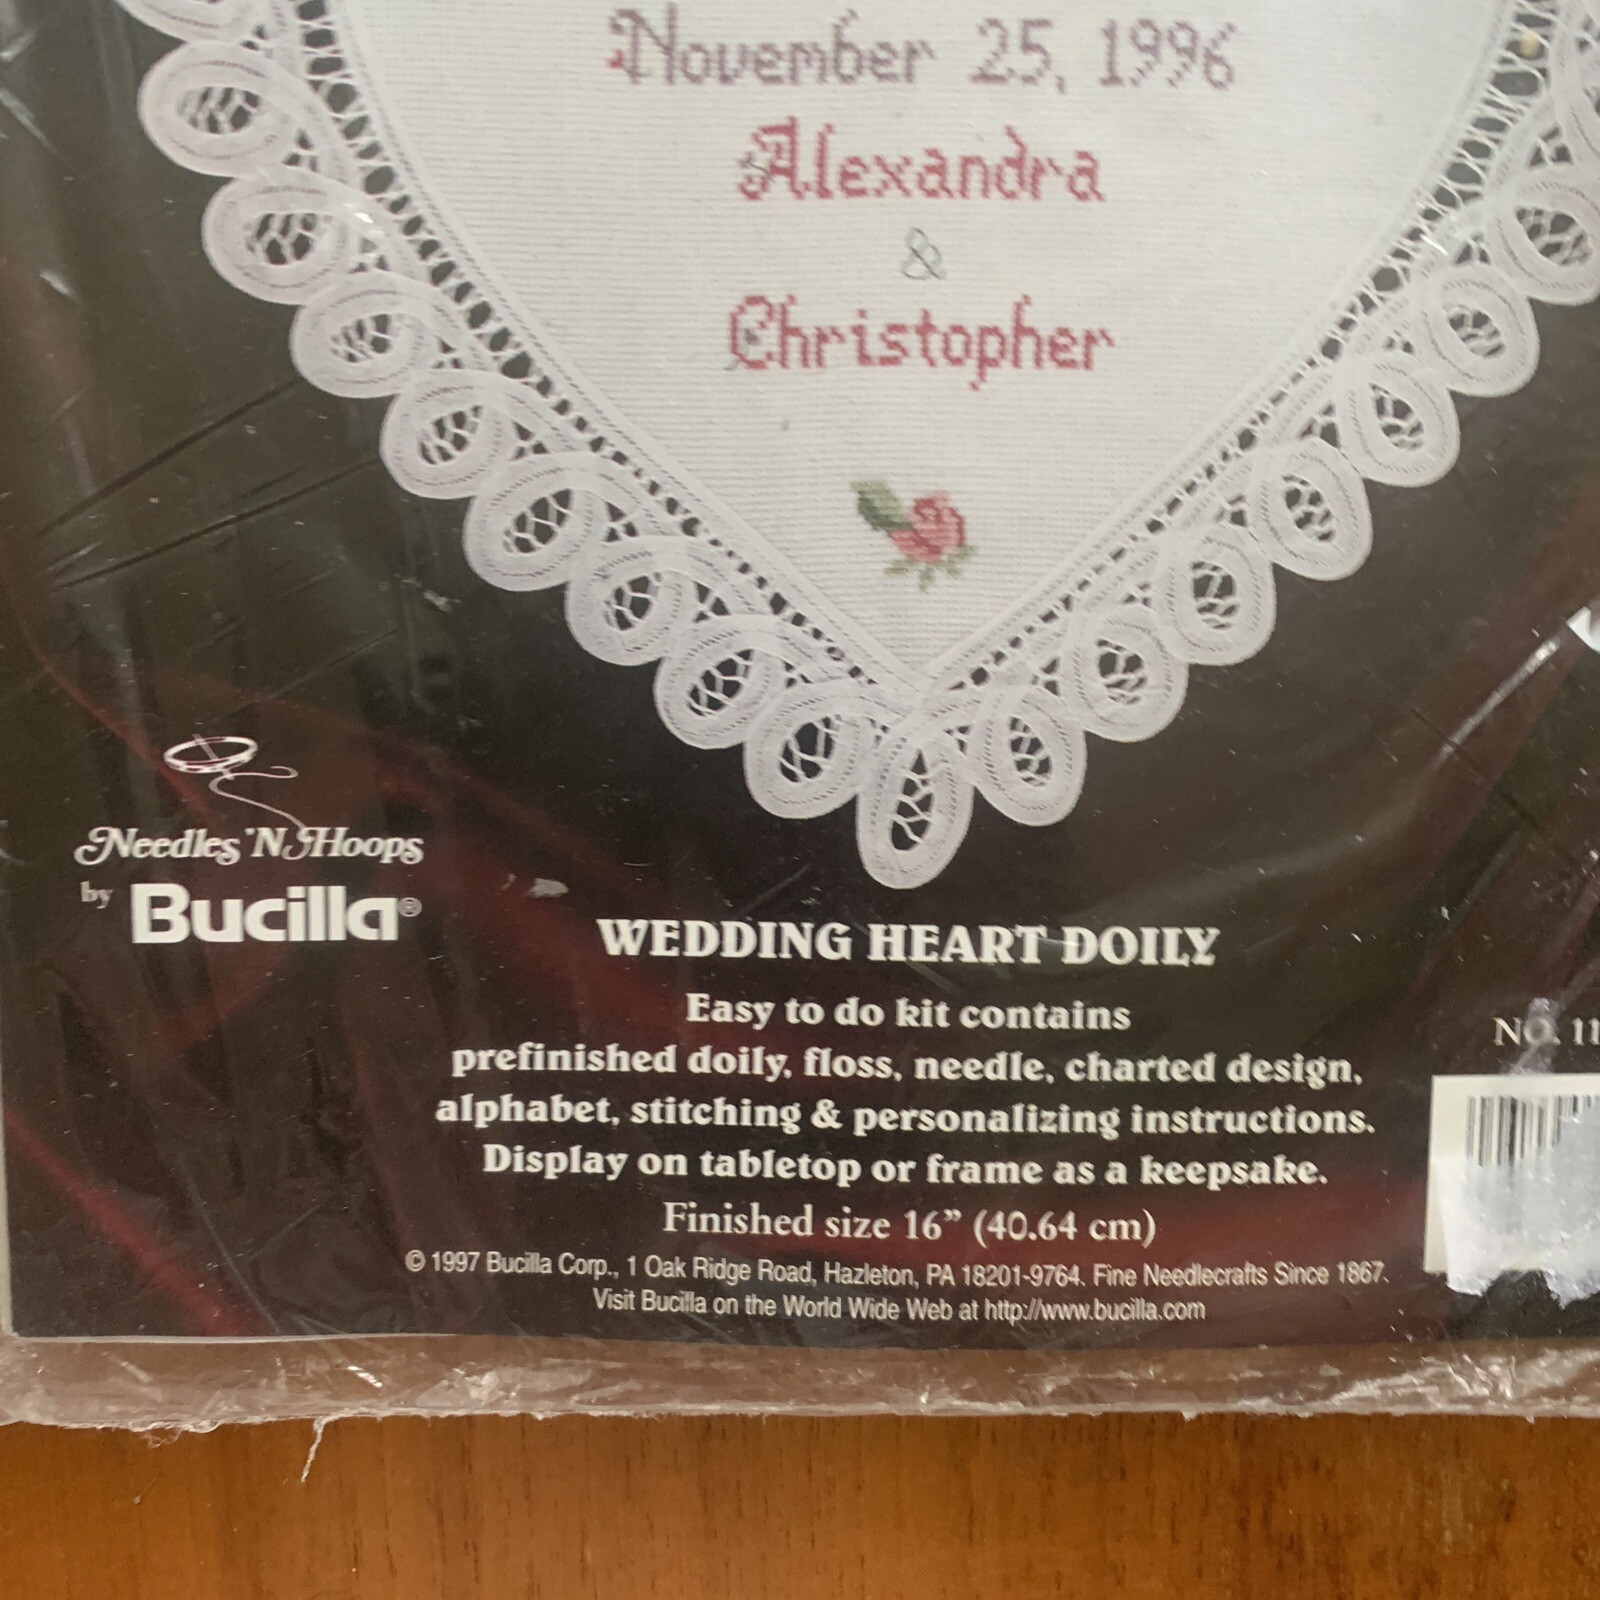 November 25, 1996
Alexandra
&
Christopher
Needles 'N Hoops
by Bucilla®
WEDDING HEART DOILY
Easy to do kit contains
prefinished doily, floss, needle, charted design,
alphabet, stitching & personalizing instructions.
Display on tabletop or frame as a keepsake.
Finished size 16” (40.64 cm)
© 1997 Bucilla Corp., 1 Oak Ridge Road, Hazleton, PA 18201-9764. Fine Needlecrafts Since 1867.
Visit Bucilla on the World Wide Web at http://www.bucilla.com
NO. 11